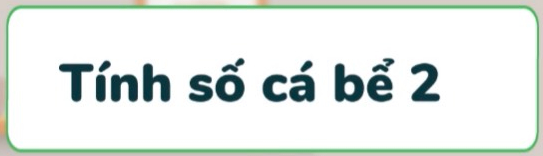 Tính số cá bể 2